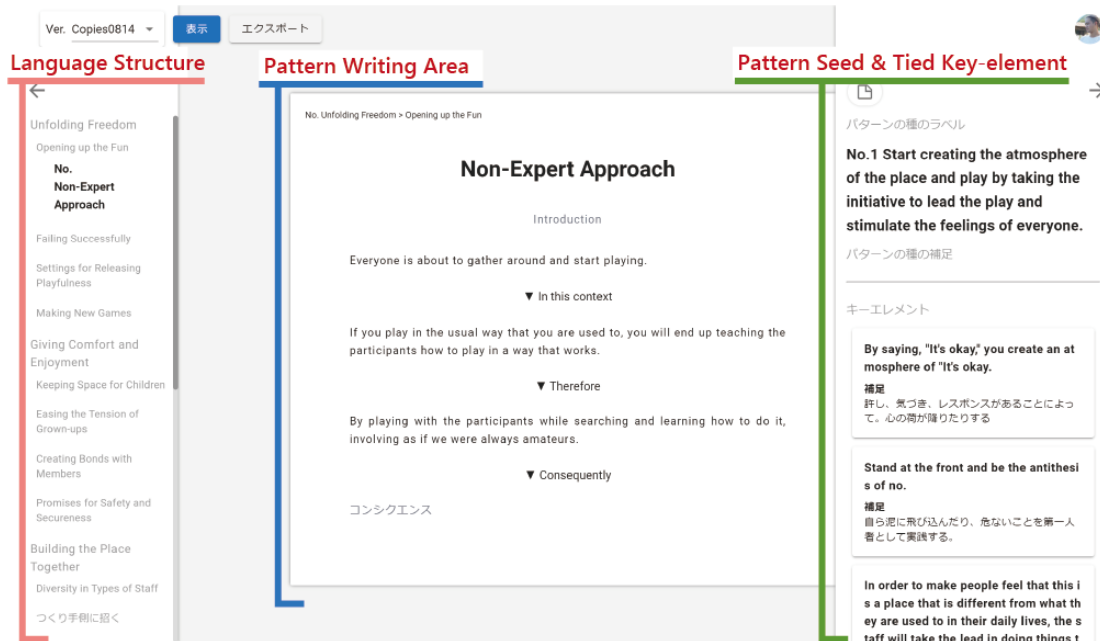 Ver. Copies0814
表示
エクスポート
Language Structure
Pattern Writing Area
Pattern Seed & Tied Key-element
Unfolding Freedom
Opening up the Fun
No.
Non-Expert
Approach
Failing Successfully
Settings for Releasing
Playfulness
Making New Games
Giving Comfort and
Enjoyment
Keeping Space for Children
Easing the Tension of
Grown-ups
Creating Bonds with
Members
Promises for Safety and
Secureness
Building the Place
Together
Diversity in Types of Staff
つくり手側に招く
No. Unfolding Freedom > Opening up the Fun
Non-Expert Approach
Introduction
Everyone is about to gather around and start playing.
▼ In this context
If you play in the usual way that you are used to, you will end up teaching the
participants how to play in a way that works.
▼ Therefore
By playing with the participants while searching and learning how to do it,
involving as if we were always amateurs.
▼ Consequently
コンシクエンス
パターンの種のラベル
No.1 Start creating the atmosphere
of the place and play by taking the
initiative to lead the play and
stimulate the feelings of everyone.
パターンの種の補足
キーエレメント
By saying, "It's okay," you create an at
mosphere of "It's okay.
補足
許し、気づき、レスポンスがあることによっ
て。心の荷が降りたりする
Stand at the front and be the antithesi
s of no.
補足
自ら泥に飛び込んだり、危ないことを第一人
者として実践する。
In order to make people feel that this i
s a place that is different from what th
ey are used to in their daily lives, the s
taff will take the lead in doing things t